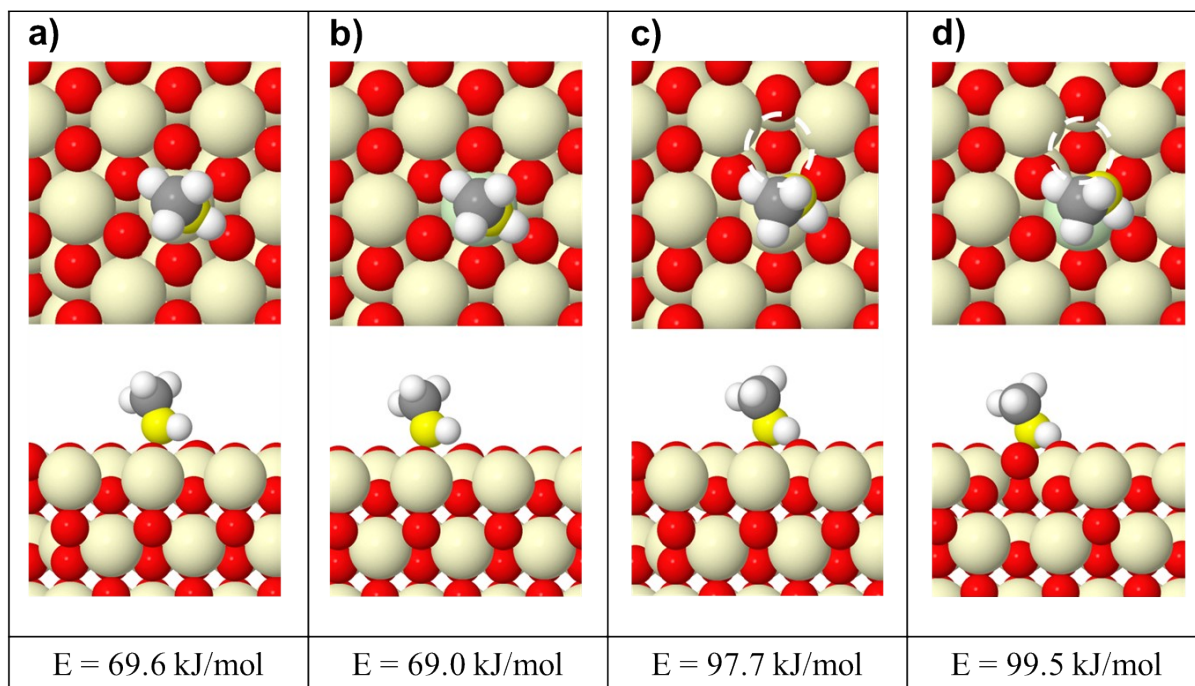 a)
b)
c)
d)
E = 69.6 kJ/mol
E = 69.0 kJ/mol
E = 97.7 kJ/mol
E = 99.5 kJ/mol